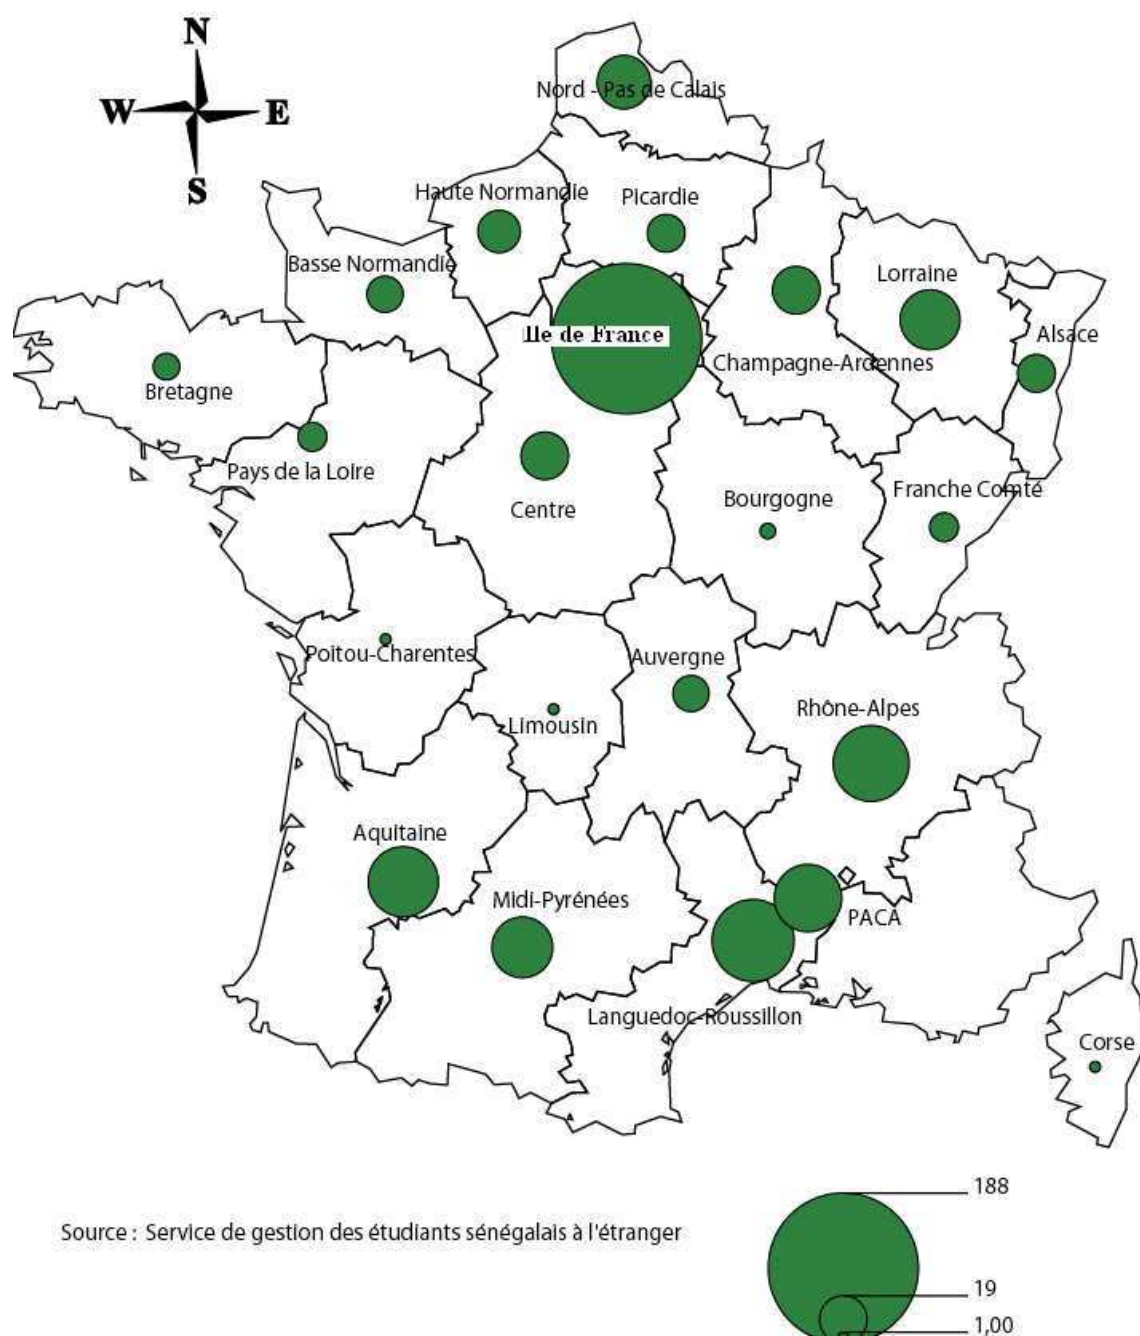 N
W E
S
Nord - Pas de Calais
Haute Normandie
Picardie
Basse Normandie
Lorraine
Ile de France
Alsace
Champagne-Ardennes
Bretagne
Pays de la Loire
Centre
Bourgogne
Franche Comté
Poitou-Charentes
Auvergne
Limousin
Rhône-Alpes
Aquitaine
Midi-Pyrénées
PACA
Languedoc-Roussillon
Corse
188
Source : Service de gestion des étudiants sénégalais à l'étranger
19
1,00